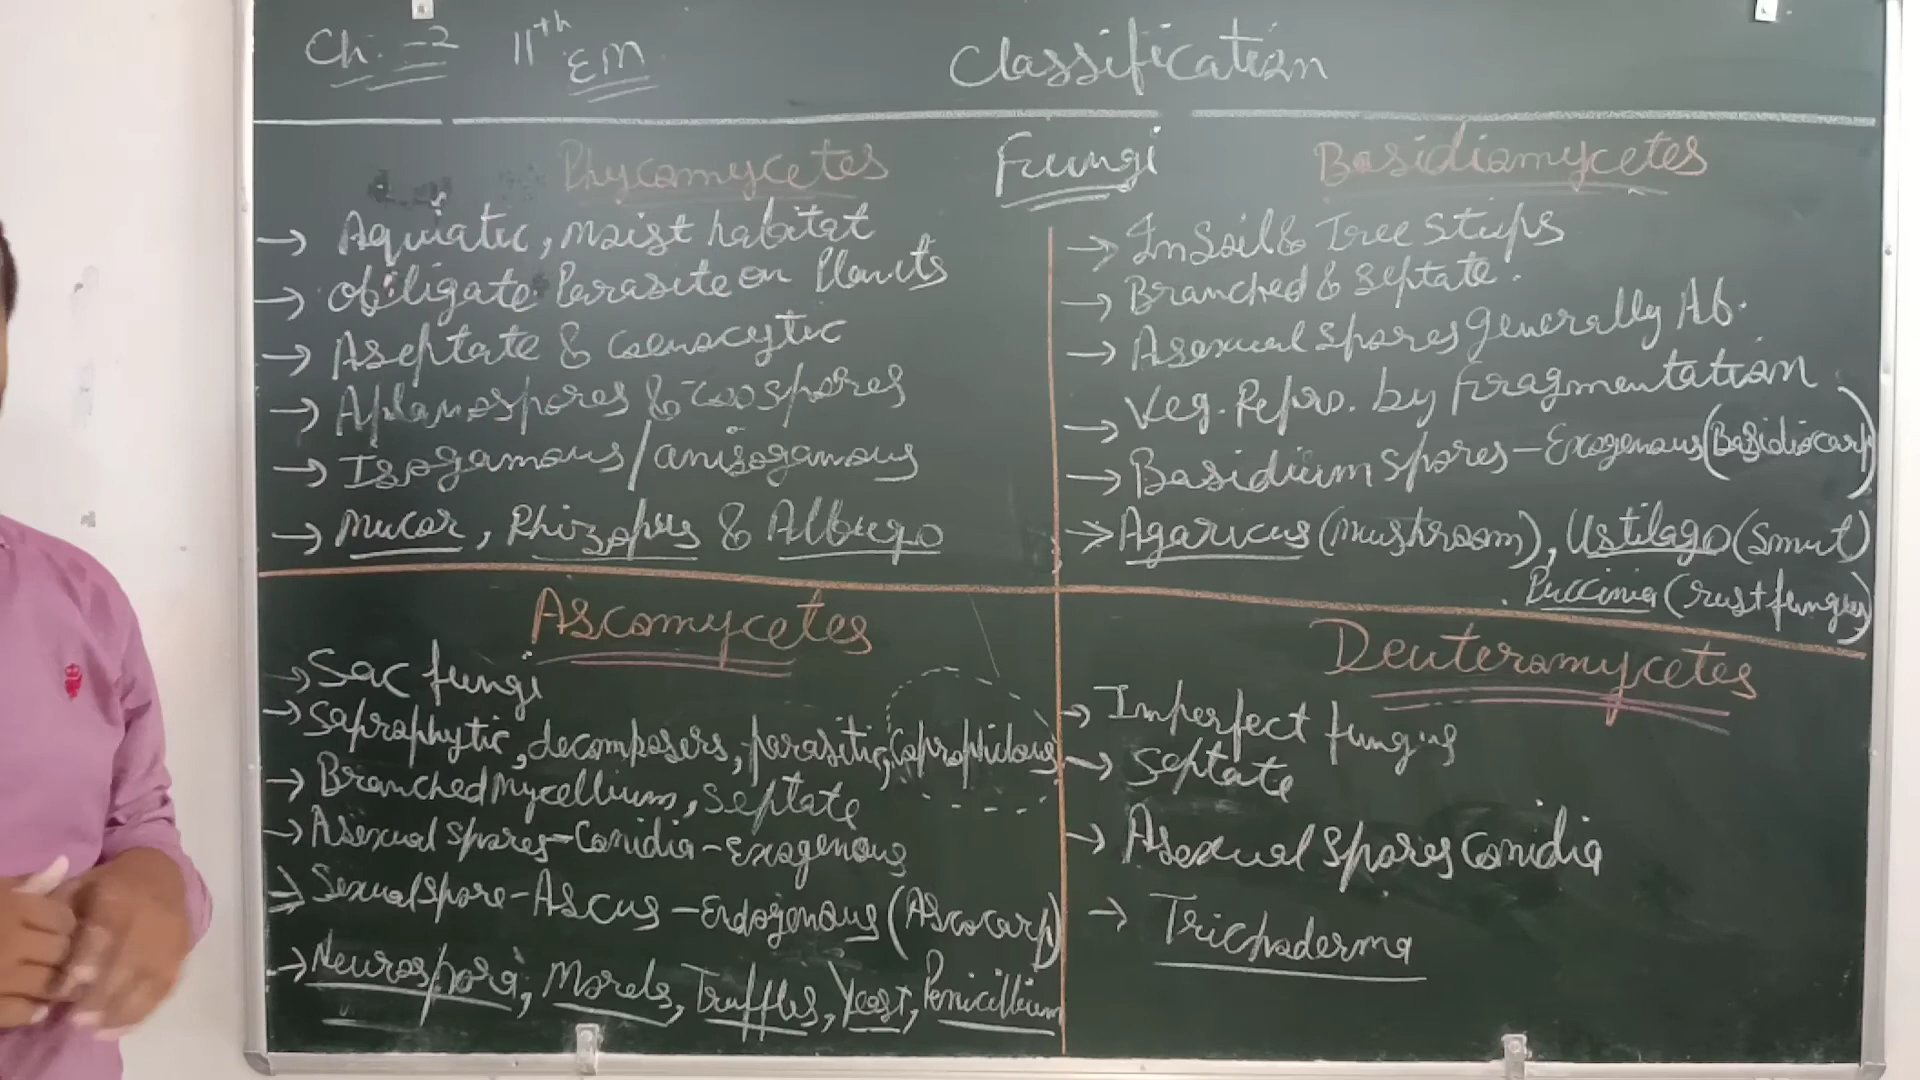 Ch. - 2 11th EM Classification
Fungi
Phycomycetes
→ Aquatic, moist habitat
→ obligate Parasite on Plants
→ Aseptate & coenocytic
→ Aplanospores & zoospores
→ Isogamous/anisogamous
→ Mucor, Rhizopus & Albugo
Basidiomycetes
→ In Soil & Tree Stups
→ Branched & Septate.
→ Asexual spores generally Ab.
→ Veg. Repro. by fragmentation
→ Basidium spores - Exogenous (Basidiocarp)
→ Agaricus (mushroom), Ustilago (Smut)
Puccinia (rust fungus)
Ascomycetes
→ Sac fungi
→ Saprophytic, decomposers, parasitic, Coprophilous
→ Branched Mycellium, Septate
→ Asexual spores - Conidia - Exogenous
→ Sexual spore - Ascus - Endogenous (Ascocarp)
→ Neurospora, Morels, Truffles, Yeast, Penicillium
Deuteromycetes
→ Imperfect fungus
→ Septate
→ Asexual Spores Conidia
→ Trichoderma